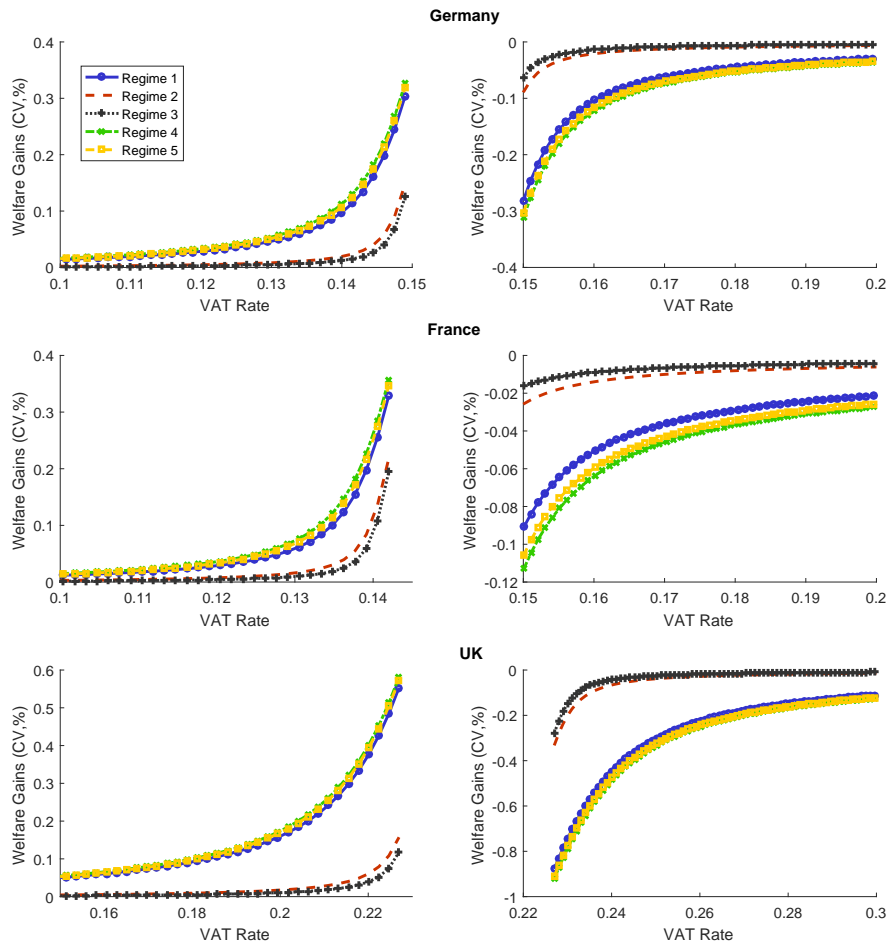 Germany
Welfare Gains (CV,%)
0.4
0.3
0.2
0.1
0
Regime 1
Regime 2
Regime 3
Regime 4
Regime 5
0.1 0.11 0.12 0.13 0.14 0.15
VAT Rate
Welfare Gains (CV,%)
0
-0.1
-0.2
-0.3
-0.4
0.15 0.16 0.17 0.18 0.19 0.2
VAT Rate
France
Welfare Gains (CV,%)
0.4
0.3
0.2
0.1
0
0.1 0.11 0.12 0.13 0.14
VAT Rate
Welfare Gains (CV,%)
0
-0.02
-0.04
-0.06
-0.08
-0.1
-0.12
0.15 0.16 0.17 0.18 0.19 0.2
VAT Rate
UK
Welfare Gains (CV,%)
0.6
0.5
0.4
0.3
0.2
0.1
0
0.16 0.18 0.2 0.22
VAT Rate
Welfare Gains (CV,%)
0
-0.2
-0.4
-0.6
-0.8
-1
0.22 0.24 0.26 0.28 0.3
VAT Rate